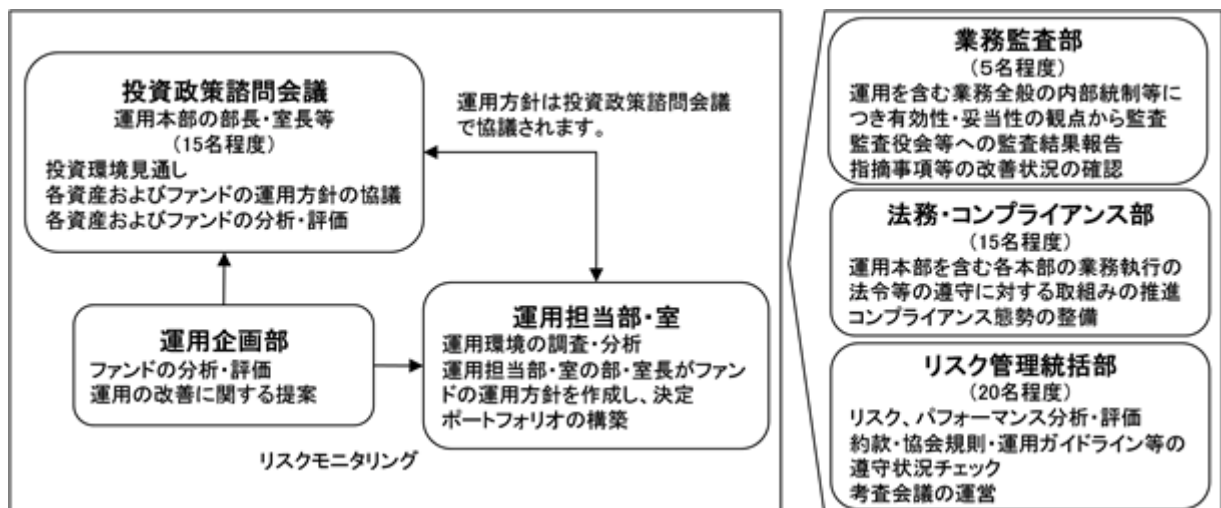 投資政策諮問会議
運用本部の部長・室長等
(15名程度)
投資環境見通し
各資産およびファンドの運用方針の協議
各資産およびファンドの分析・評価
運用方針は投資政策諮問会議
で協議されます。
運用企画部
ファンドの分析・評価
運用の改善に関する提案
運用担当部・室
運用環境の調査・分析
運用担当部・室の部・室長がファン
ドの運用方針を作成し、決定
ポートフォリオの構築
リスクモニタリング
業務監査部
(5名程度)
運用を含む業務全般の内部統制等に
つき有効性・妥当性の観点から監査
監査役会等への監査結果報告
指摘事項等の改善状況の確認
法務・コンプライアンス部
(15名程度)
運用本部を含む各本部の業務執行の
法令等の遵守に対する取組みの推進
コンプライアンス態勢の整備
リスク管理統括部
(20名程度)
リスク、パフォーマンス分析・評価
約款・協会規則・運用ガイドライン等の
遵守状況チェック
考査会議の運営